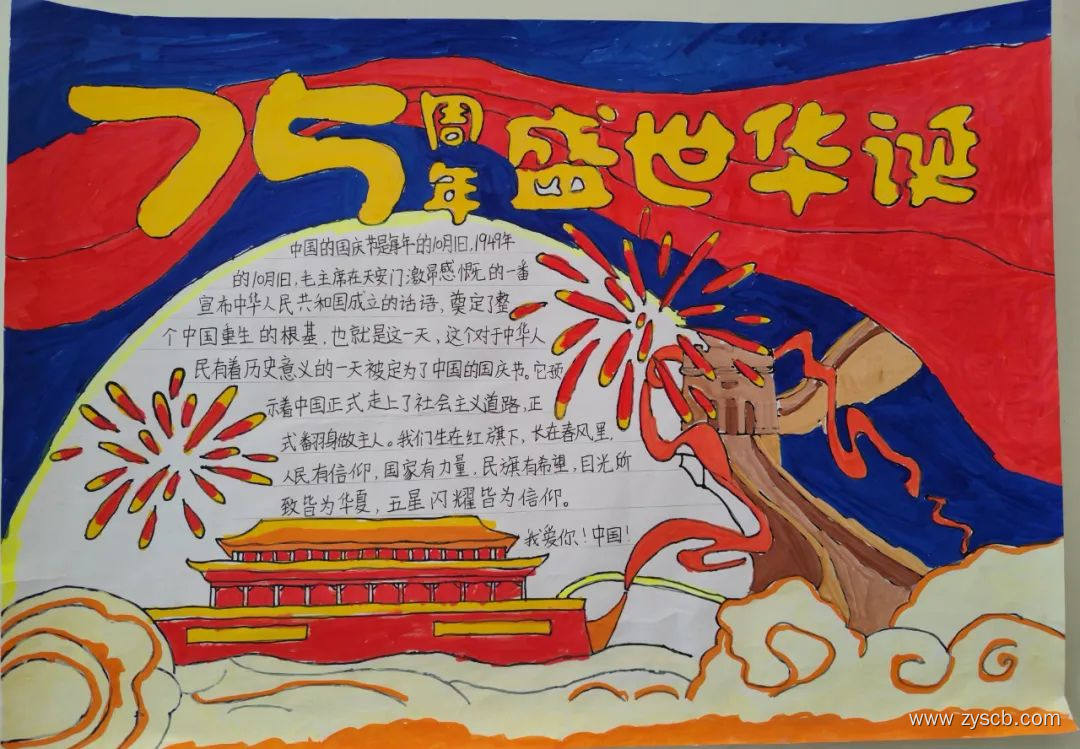 75周年盛世华诞
中国的国庆节是每年的10月1日,1949年
的10月1日,毛主席在天安门激昂感慨的一番
宣布中华人民共和国成立的话语,奠定了整
个中国重生的根基,也就是这一天,这个对于中华人
民有着历史意义的一天被定为了中国的国庆节。它预
示着中国正式走上了社会主义道路,正
式翻身做主人。我们生在红旗下,长在春风里,
人民有信仰,国家有力量,民旗有希望,目光所
致皆为华夏,五星闪耀皆为信仰。
我爱你!中国!
www.zyscb.com